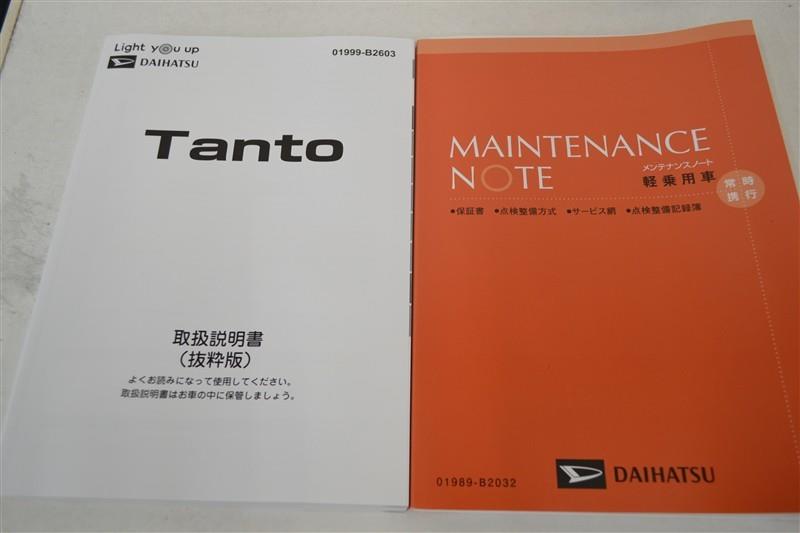 Light you up
DAIHATSU
01999-B2603
Tanto
取扱説明書
(抜粋版)
よくお読みになって使用してください。
取扱説明書はお車の中に保管しましょう。
MAINTENANCE
NOTE
メンテナンスノート
軽乗用車
常時
携行
●保証書 ●点検整備方式 ■サービス網 ●点検整備記録簿
01989-B2032
DAIHATSU